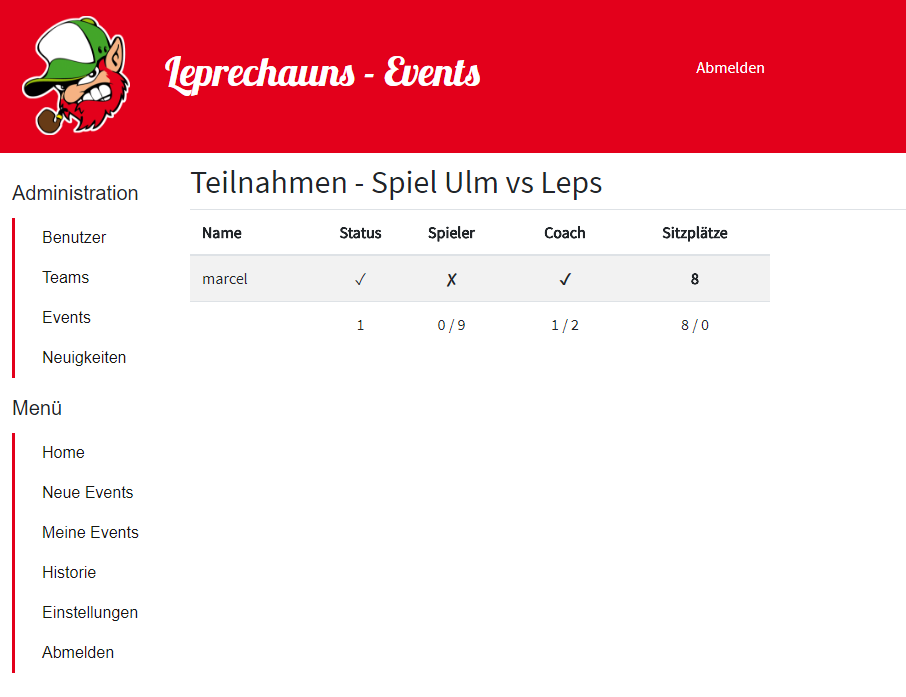 Leprechauns - Events
Abmelden
Administration
Benutzer
Teams
Events
Neuigkeiten
Menü
Home
Neue Events
Meine Events
Historie
Einstellungen
Abmelden
Teilnahmen - Spiel Ulm vs Leps
Name Status Spieler Coach Sitzplätze
marcel ✓ ✗ ✓ 8
1 0 / 9 1 / 2 8 / 0